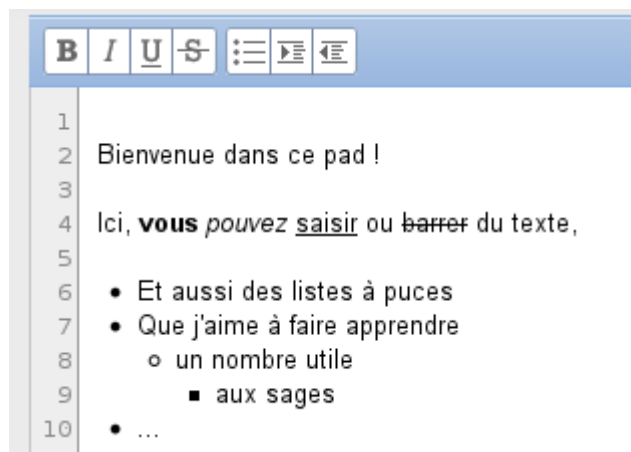 B I U S
1
2 Bienvenue dans ce pad !
3
4 Ici, vous pouvez saisir ou barrer du texte,
5
6 • Et aussi des listes à puces
7 • Que j'aime à faire apprendre
8 ◦ un nombre utile
9 ▪ aux sages
10 • ...